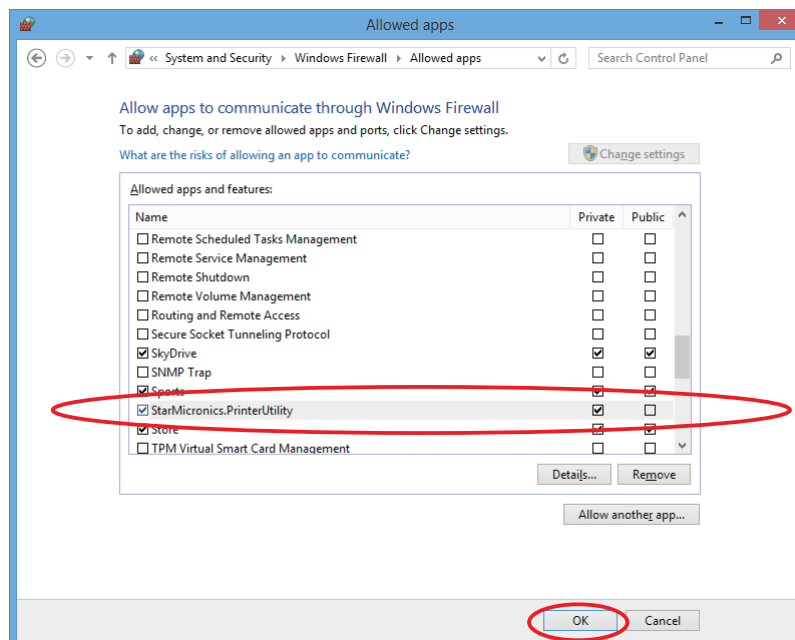 Allowed apps
« System and Security ▸ Windows Firewall ▸ Allowed apps
Search Control Panel
Allow apps to communicate through Windows Firewall
To add, change, or remove allowed apps and ports, click Change settings.
What are the risks of allowing an app to communicate?
Change settings
Allowed apps and features:
Name Private Public
Remote Scheduled Tasks Management
Remote Service Management
Remote Shutdown
Remote Volume Management
Routing and Remote Access
Secure Socket Tunneling Protocol
SkyDrive
SNMP Trap
Sports
StarMicronics.PrinterUtility
Store
TPM Virtual Smart Card Management
Details... Remove
Allow another app...
OK Cancel